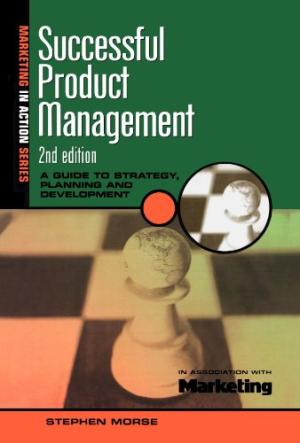 MARKETING IN ACTION SERIES
Successful
Product
Management
2nd edition
A GUIDE TO STRATEGY,
PLANNING AND
DEVELOPMENT
IN ASSOCIATION WITH
Marketing
STEPHEN MORSE